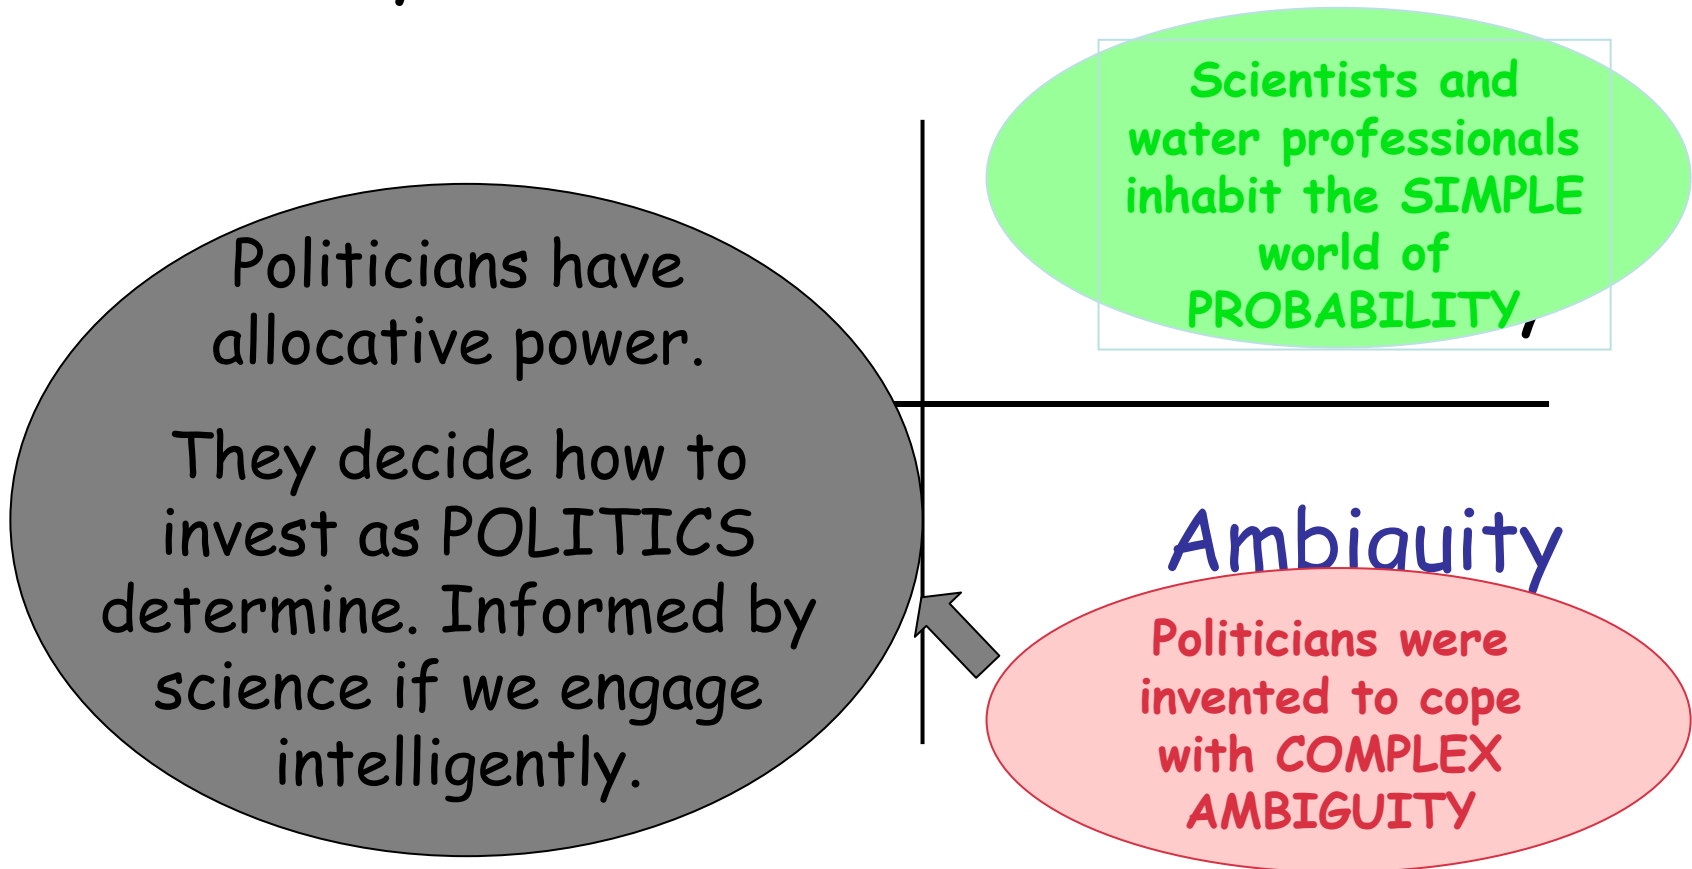 Scientists and
water professionals
inhabit the SIMPLE
world of
PROBABILITY
Politicians have
allocative power.
They decide how to
invest as POLITICS
determine. Informed by
science if we engage
intelligently.
Ambiguity
Politicians were
invented to cope
with COMPLEX
AMBIGUITY